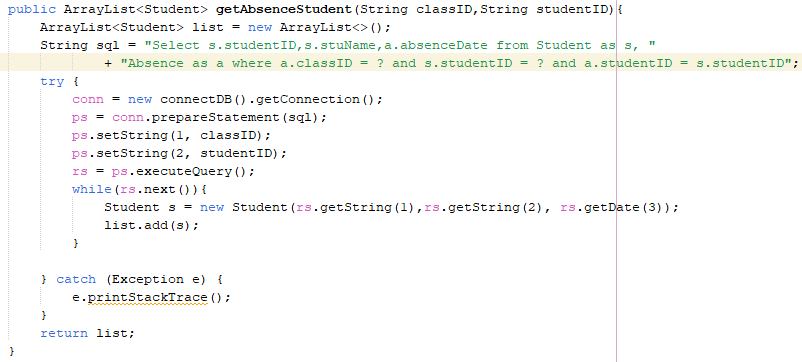 public ArrayList<Student> getAbsenceStudent(String classID,String studentID){
    ArrayList<Student> list = new ArrayList<>();
    String sql = "Select s.studentID,s.stuName,a.absenceDate from Student as s, "
            + "Absence as a where a.classID = ? and s.studentID = ? and a.studentID = s.studentID";
    try {
        conn = new connectDB().getConnection();
        ps = conn.prepareStatement(sql);
        ps.setString(1, classID);
        ps.setString(2, studentID);
        rs = ps.executeQuery();
        while(rs.next()){
            Student s = new Student(rs.getString(1),rs.getString(2), rs.getDate(3));
            list.add(s);
        }

    } catch (Exception e) {
        e.printStackTrace();
    }
    return list;
}